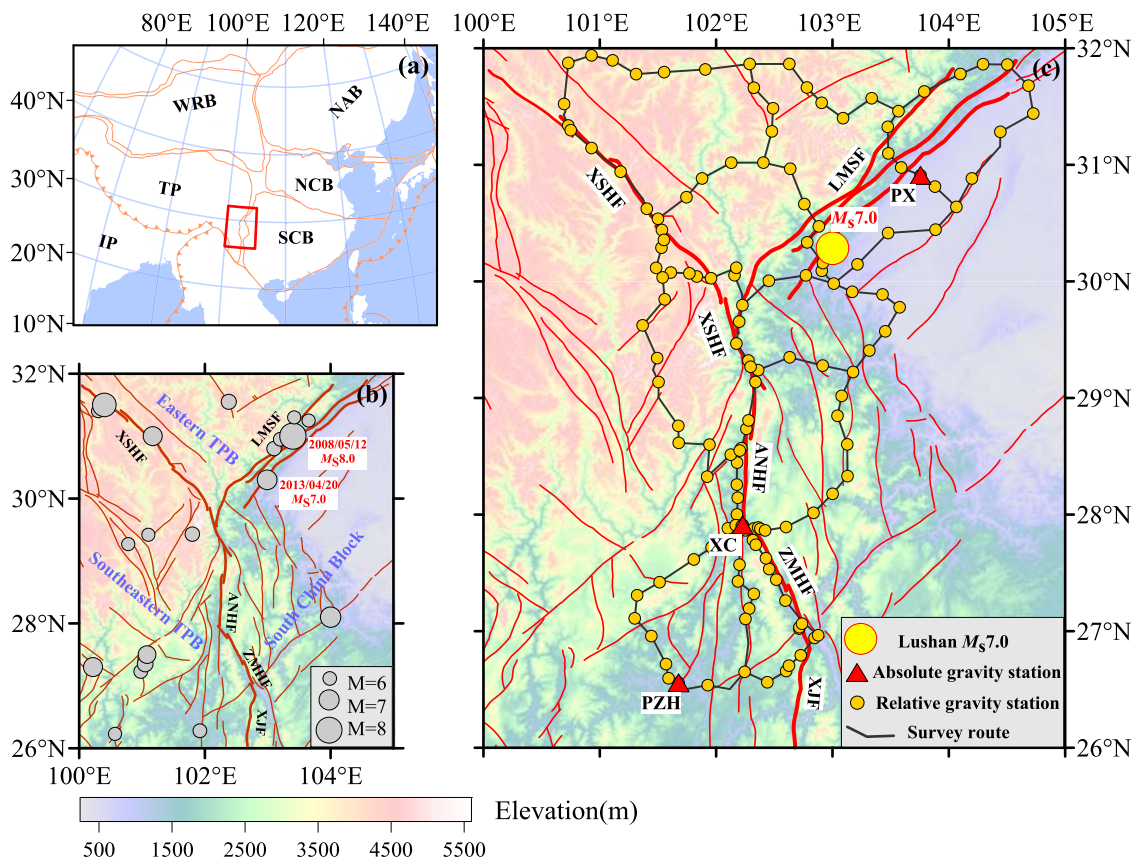 80°E 100°E 120°E 140°E
(a)
40°N
30°N
20°N
10°N
WRB
NAB
TP
NCB
IP
SCB
32°N
30°N
28°N
26°N
100°E 102°E 104°E
(b)
Eastern TPB
XSHF
LMSF
2008/05/12
MS8.0
2013/04/20
MS7.0
Southeastern TPB
South China Block
ANHF
ZMHF
XJF
M=6
M=7
M=8
100°E 101°E 102°E 103°E 104°E 105°E
(c)
32°N
31°N
30°N
29°N
28°N
27°N
26°N
XSHF
LMSF
PX
MS7.0
XSHF
ANHF
XC
ZMHF
PZH
XJF
Lushan MS7.0
Absolute gravity station
Relative gravity station
Survey route
Elevation(m)
500 1500 2500 3500 4500 5500